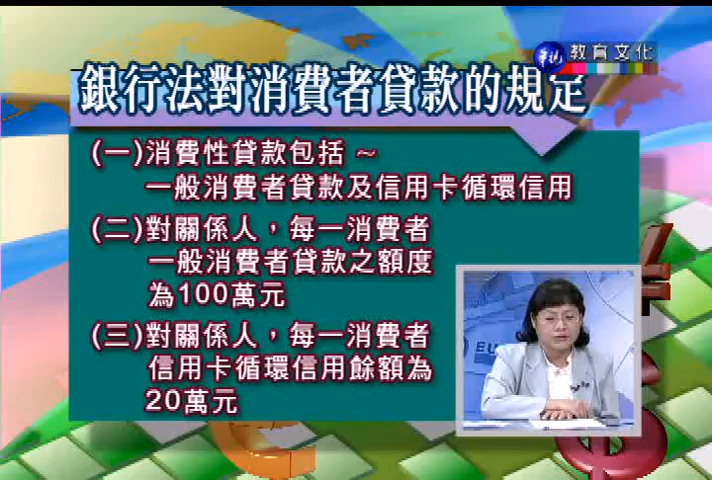 教育文化
銀行法對消費者貸款的規定
(一)消費性貸款包括～
一般消費者貸款及信用卡循環信用
(二)對關係人，每一消費者
一般消費者貸款之額度
為100萬元
(三)對關係人，每一消費者
信用卡循環信用餘額為
20萬元
EU